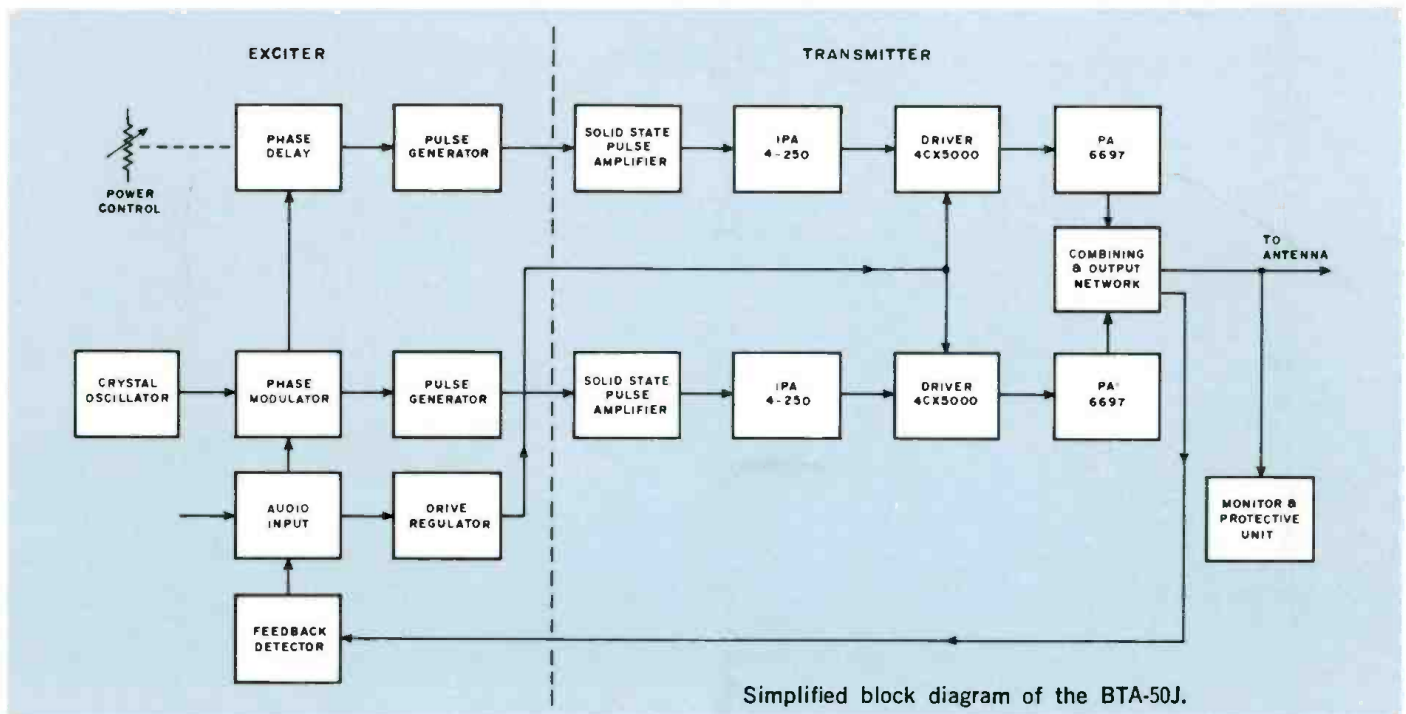 EXCITER
TRANSMITTER
POWER
CONTROL
PHASE
DELAY
PULSE
GENERATOR
SOLID STATE
PULSE
AMPLIFIER
IPA
4-250
DRIVER
4CX5000
PA
6697
COMBINING
& OUTPUT
NETWORK
TO
ANTENNA
CRYSTAL
OSCILLATOR
PHASE
MODULATOR
PULSE
GENERATOR
SOLID STATE
PULSE
AMPLIFIER
IPA
4-250
DRIVER
4CX5000
PA
6697
AUDIO
INPUT
DRIVE
REGULATOR
MONITOR &
PROTECTIVE
UNIT
FEEDBACK
DETECTOR
Simplified block diagram of the BTA-50J.